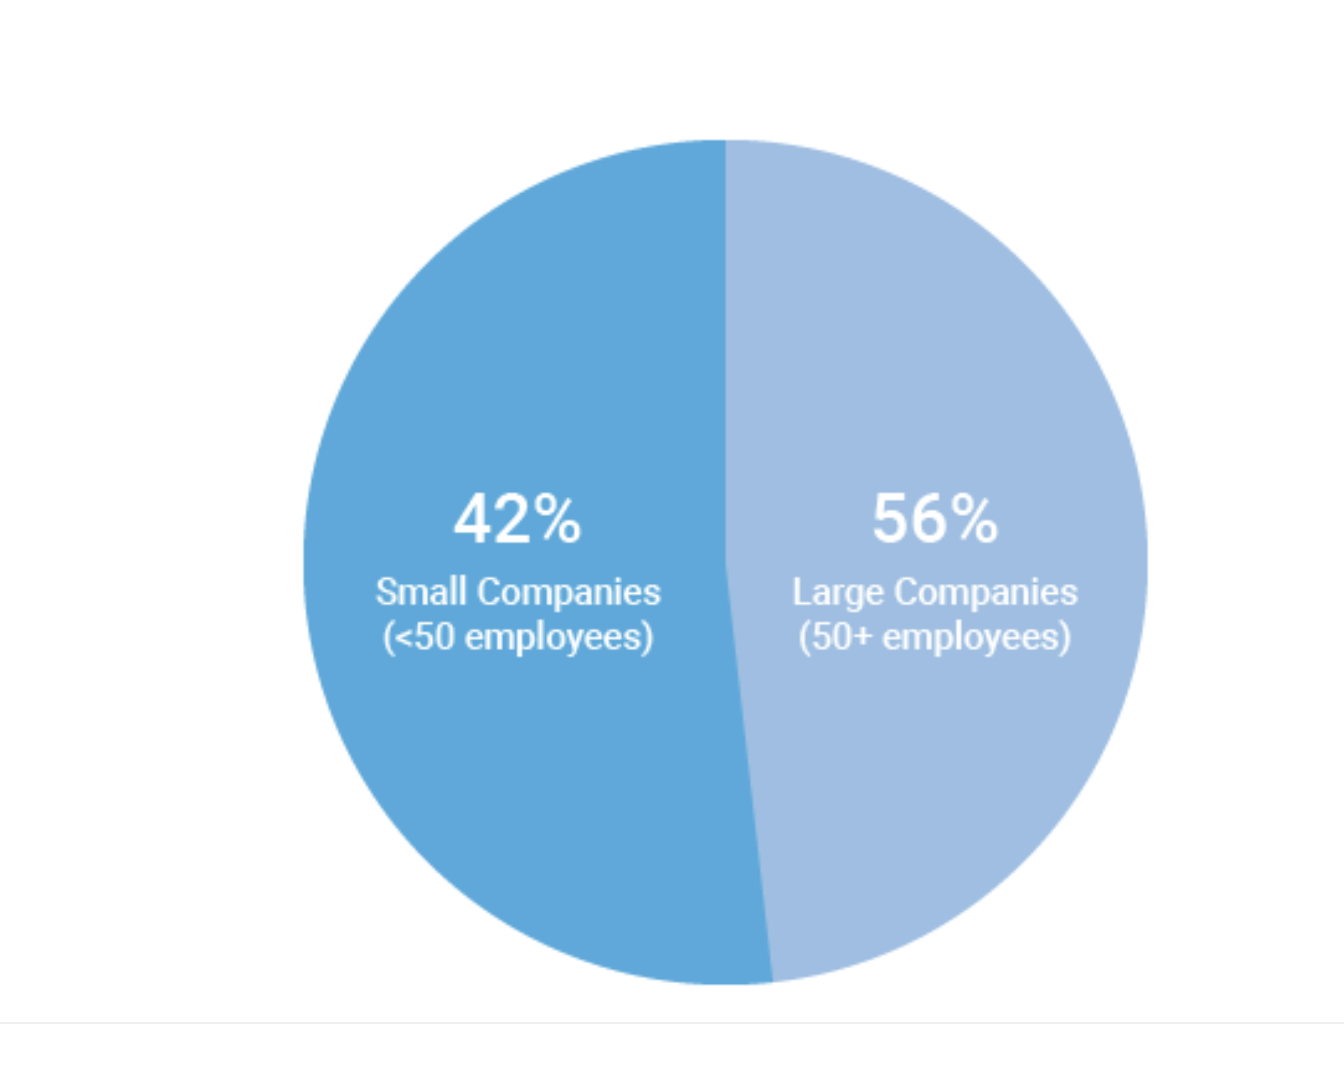 42%
Small Companies
(<50 employees)
56%
Large Companies
(50+ employees)